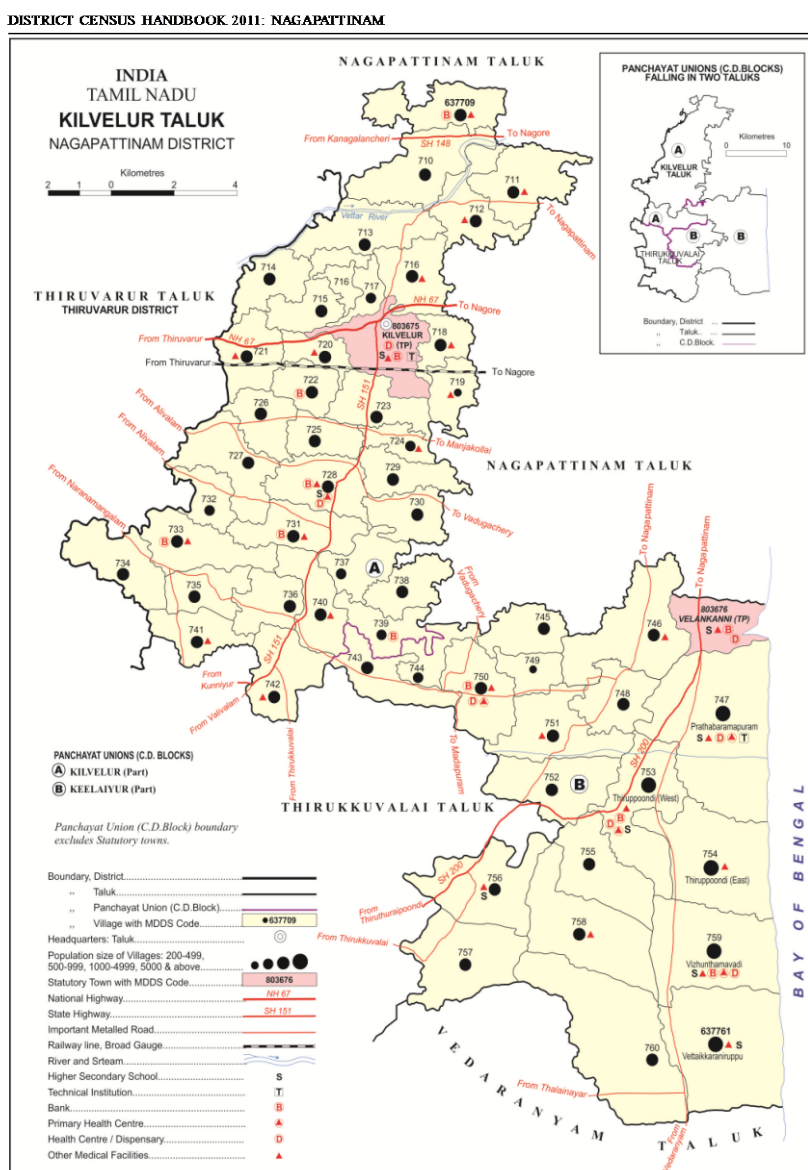 DISTRICT CENSUS HANDBOOK 2011: NAGAPATTINAM
INDIA
TAMIL NADU
KILVELUR TALUK
NAGAPATTINAM DISTRICT
Kilometres
2 1 0 2 4
NAGAPATTINAM TALUK
PANCHAYAT UNIONS (C.D.BLOCKS)
FALLING IN TWO TALUKS
Kilometres
0 10
A
KILVELUR
TALUK
A
B
B
THIRUKKUVALAI
TALUK
Boundary, District
,, Taluk..
,, C.D.Block.
637709
B
From Kanagalancheri
SH 148
To Nagore
710
711
712
To Nagapattinam
Vettar River
713
714
715
716
717
716
NH 67
To Nagore
THIRUVARUR TALUK
THIRUVARUR DISTRICT
From Thiruvarur
NH 67
803675
KILVELUR
(TP)
D
S B T
718
721
720
From Thiruvarur
To Nagore
722
B
719
SH 151
726
723
From Alivalam
725
724
To Manjakollai
From Alivalam
727
728
B
S
D
729
NAGAPATTINAM TALUK
From Naranamangalam
732
730
To Vadugachery
733
B
731
B
734
735
736
737
A
738
740
739
B
741
SH 151
743
744
From
Vadugachery
745
To Nagapattinam
To Nagapattinam
746
803676
VELANKANNI (TP)
S B
D
749
750
B
D
748
747
Prathabaramapuram
S D T
From
Kunniyur
742
From Valivalam
From Thirukkuvalai
To Madapuram
751
SH 200
PANCHAYAT UNIONS (C.D. BLOCKS)
A KILVELUR (Part)
B KEELAIYUR (Part)
752
B
753
Thiruppoondi (West)
D B
S
THIRUKKUVALAI TALUK
Panchayat Union (C.D.Block) boundary
excludes Statutory towns.
755
754
Thiruppoondi (East)
BAY OF BENGAL
SH 200
756
S
From
Thiruthuraipoondi
From Thirukkuvalai
757
758
759
Vizhunthamavadi
S B D
760
637761
S
Vettaikkaraniruppu
From Thalainayar
From
Vedaranyam
VEDARANYAM TALUK
Boundary, District
,, Taluk
,, Panchayat Union (C.D.Block)
,, Village with MDDS Code 637709
Headquarters: Taluk
Population size of Villages: 200-499,
500-999, 1000-4999, 5000 & above
Statutory Town with MDDS Code 803676
National Highway NH 67
State Highway SH 151
Important Metalled Road
Railway line, Broad Gauge
River and Srteam
Higher Secondary School S
Technical Institution T
Bank B
Primary Health Centre
Health Centre / Dispensary D
Other Medical Facilities